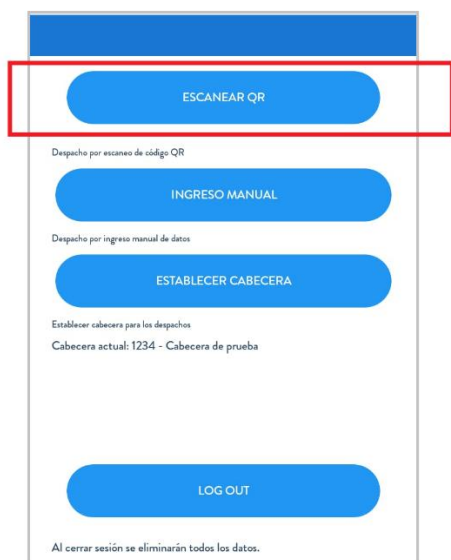 ESCANEAR QR
Despacho por escaneo de código QR
INGRESO MANUAL
Despacho por ingreso manual de datos
ESTABLECER CABECERA
Establecer cabecera para los despachos
Cabecera actual: 1234 - Cabecera de prueba
LOG OUT
Al cerrar sesión se eliminarán todos los datos.